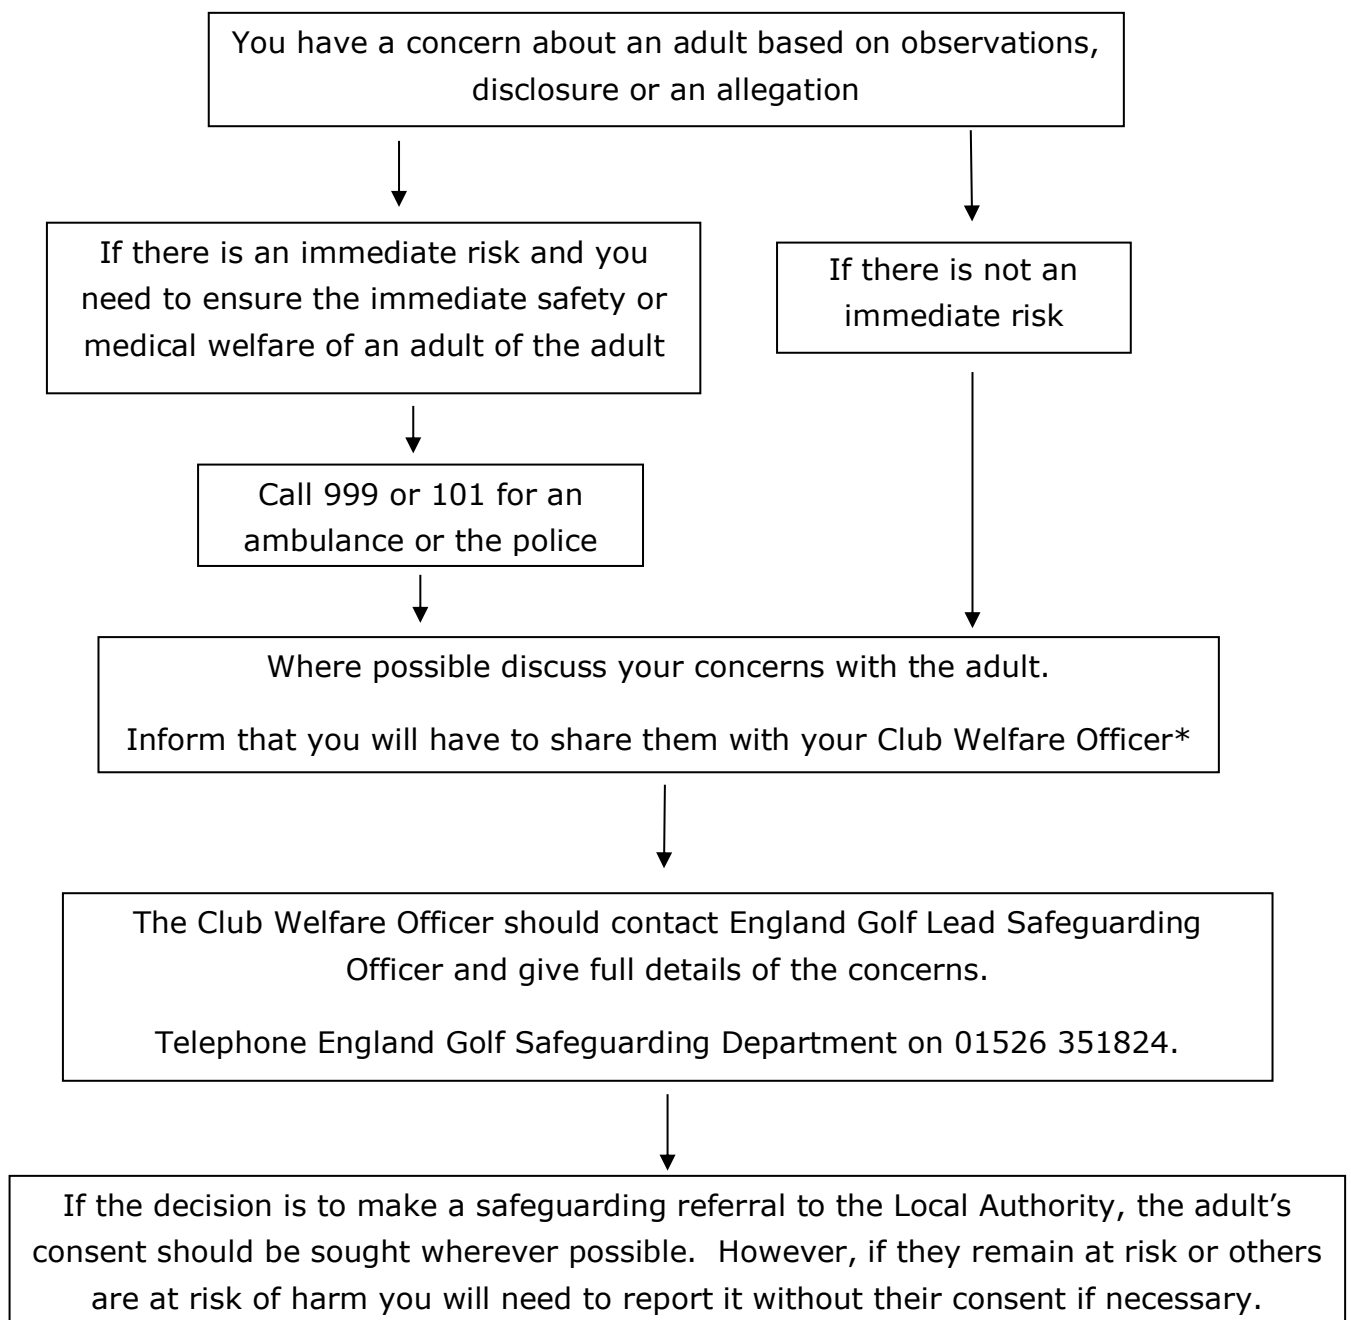 You have a concern about an adult based on observations,
disclosure or an allegation
If there is an immediate risk and you
need to ensure the immediate safety or
medical welfare of an adult of the adult
If there is not an
immediate risk
Call 999 or 101 for an
ambulance or the police
Where possible discuss your concerns with the adult.
Inform that you will have to share them with your Club Welfare Officer*
The Club Welfare Officer should contact England Golf Lead Safeguarding
Officer and give full details of the concerns.
Telephone England Golf Safeguarding Department on 01526 351824.
If the decision is to make a safeguarding referral to the Local Authority, the adult’s
consent should be sought wherever possible.  However, if they remain at risk or others
are at risk of harm you will need to report it without their consent if necessary.